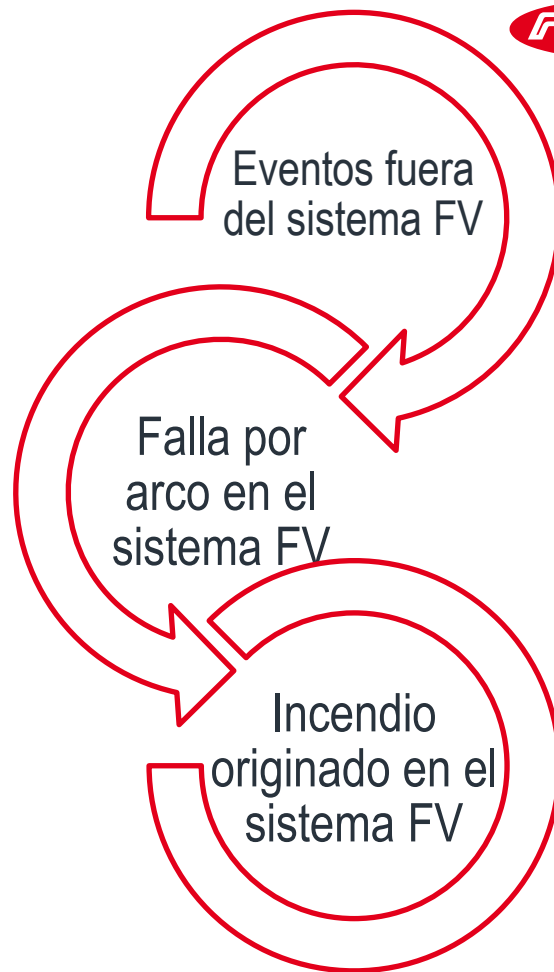 Eventos fuera
del sistema FV
Falla por
arco en el
sistema FV
Incendio
originado en el
sistema FV